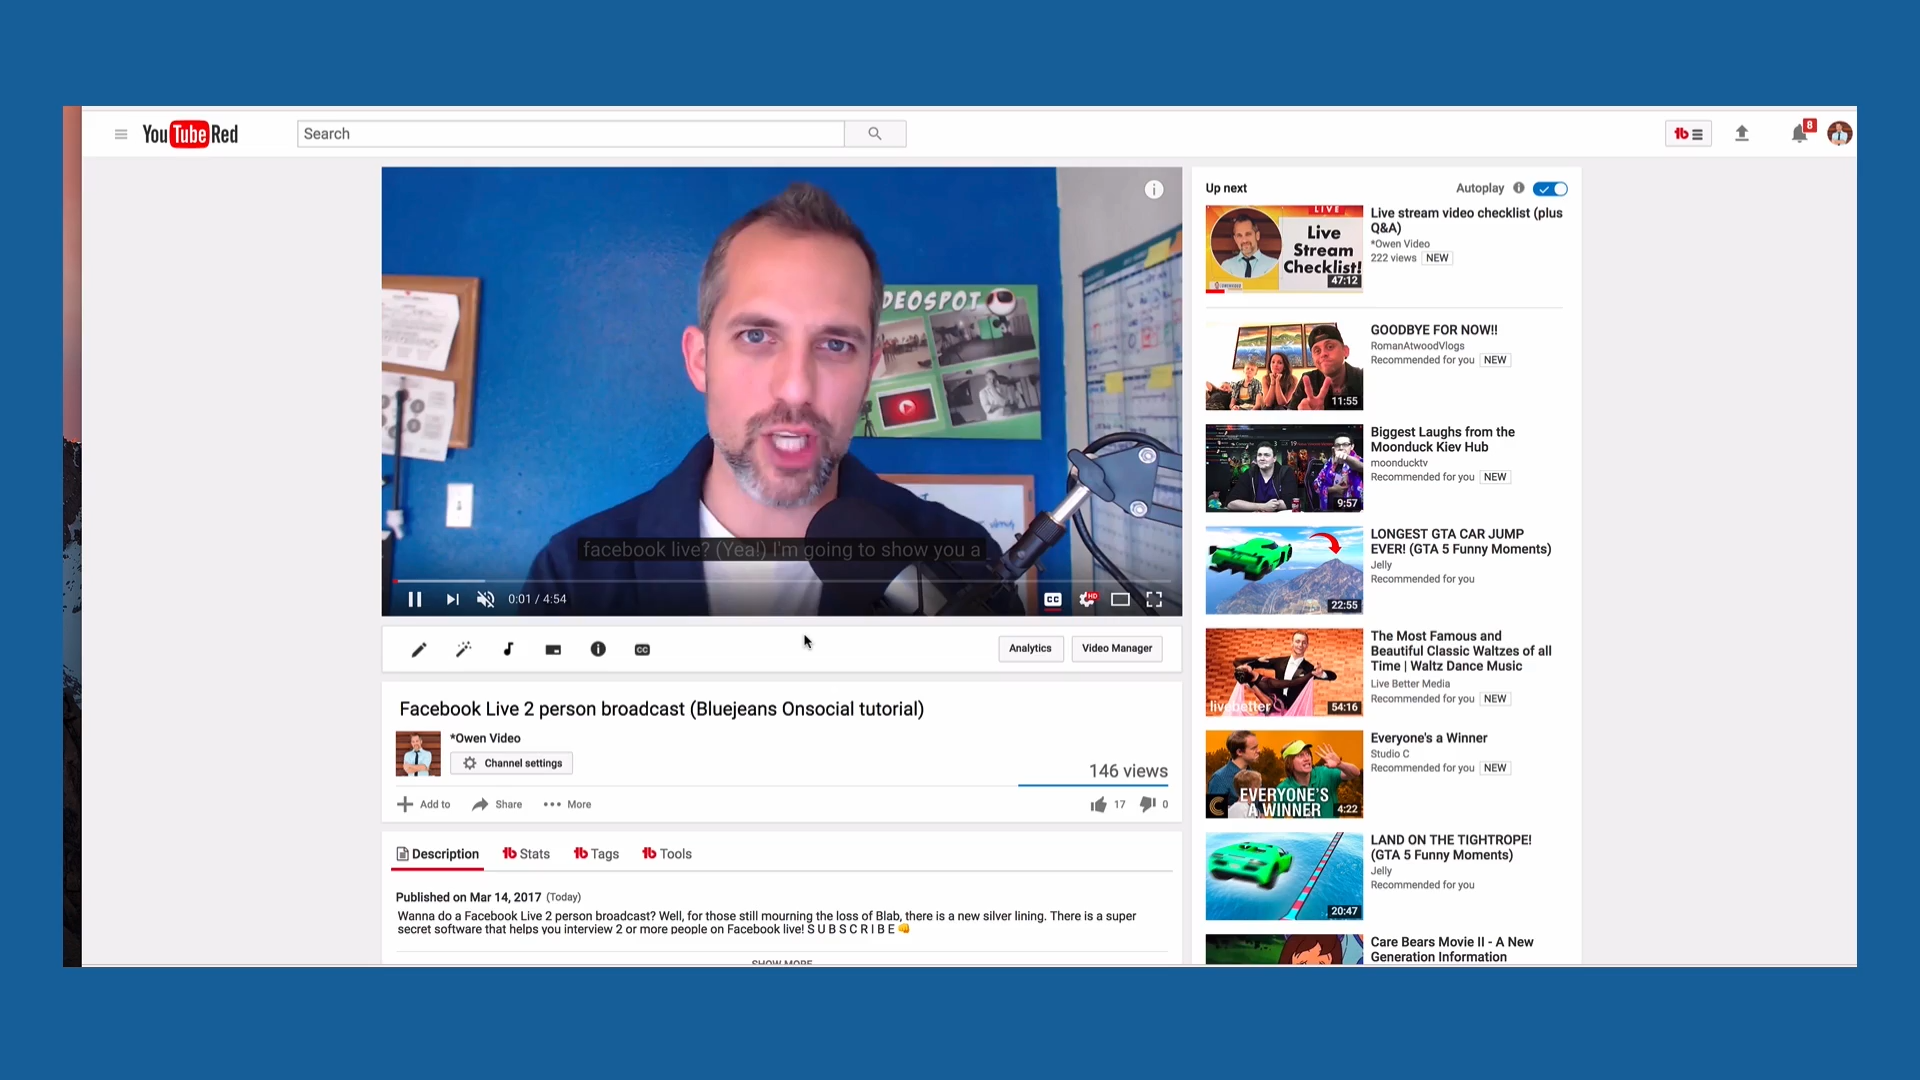 YouTube Red
Search
8
DEOSPOT
facebook live? (Yea!) I'm going to show you a
0:01 / 4:54
CC
HD
CC
Analytics
Video Manager
Facebook Live 2 person broadcast (Bluejeans Onsocial tutorial)
*Owen Video
Channel settings
146 views
Add to
Share
More
17
0
Description
Stats
Tags
Tools
Published on Mar 14, 2017 (Today)
Wanna do a Facebook Live 2 person broadcast? Well, for those still mourning the loss of Blab, there is a new silver lining. There is a super
secret software that helps you interview 2 or more people on Facebook live! S U B S C R I B E 👊
SHOW MORE
Up next
Autoplay
LIVE
Live
Stream
Checklist!
47:12
Live stream video checklist (plus
Q&A)
*Owen Video
222 views NEW
11:55
GOODBYE FOR NOW!!
RomanAtwoodVlogs
Recommended for you NEW
9:57
Biggest Laughs from the
Moonduck Kiev Hub
moonducktv
Recommended for you NEW
22:55
LONGEST GTA CAR JUMP
EVER! (GTA 5 Funny Moments)
Jelly
Recommended for you
livebetter
54:16
The Most Famous and
Beautiful Classic Waltzes of all
Time | Waltz Dance Music
Live Better Media
Recommended for you NEW
EVERYONE'S
A WINNER
4:22
Everyone's a Winner
Studio C
Recommended for you NEW
20:47
LAND ON THE TIGHTROPE!
(GTA 5 Funny Moments)
Jelly
Recommended for you
Care Bears Movie II - A New
Generation Information